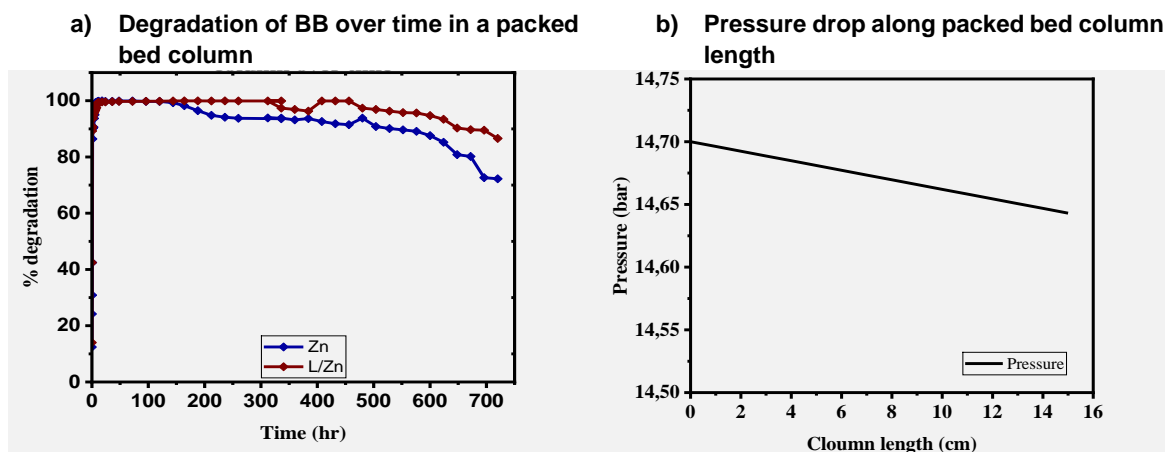 a) Degradation of BB over time in a packed
bed column
100
80
60
40
20
0
% degradation
0 100 200 300 400 500 600 700
Time (hr)
Zn
L/Zn
b) Pressure drop along packed bed column
length
14,75
14,70
14,65
14,60
14,55
14,50
Pressure (bar)
0 2 4 6 8 10 12 14 16
Cloumn length (cm)
Pressure